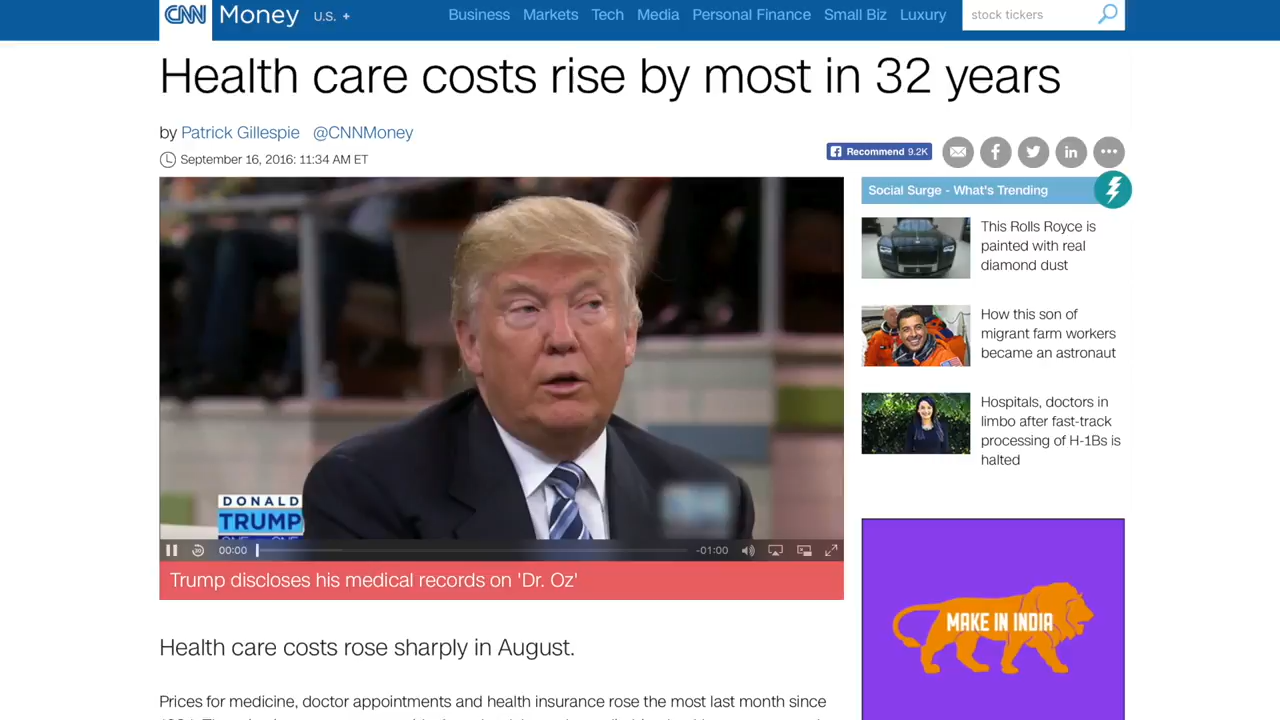 CNN Money U.S. + Business Markets Tech Media Personal Finance Small Biz Luxury stock tickers
Health care costs rise by most in 32 years
by Patrick Gillespie @CNNMoney
September 16, 2016: 11:34 AM ET
Recommend 9.2K
DONALD
TRUMP
00:00
-01:00
Trump discloses his medical records on 'Dr. Oz'
Health care costs rose sharply in August.
Prices for medicine, doctor appointments and health insurance rose the most last month since
Social Surge - What's Trending
This Rolls Royce is
painted with real
diamond dust
How this son of
migrant farm workers
became an astronaut
Hospitals, doctors in
limbo after fast-track
processing of H-1Bs is
halted
MAKE IN INDIA